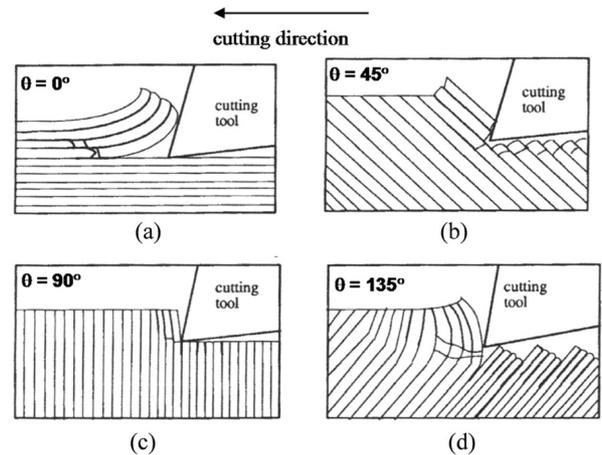 cutting direction
θ = 0°
cutting
tool
θ = 45°
cutting
tool
(a)
(b)
θ = 90°
cutting
tool
θ = 135°
cutting
tool
(c)
(d)